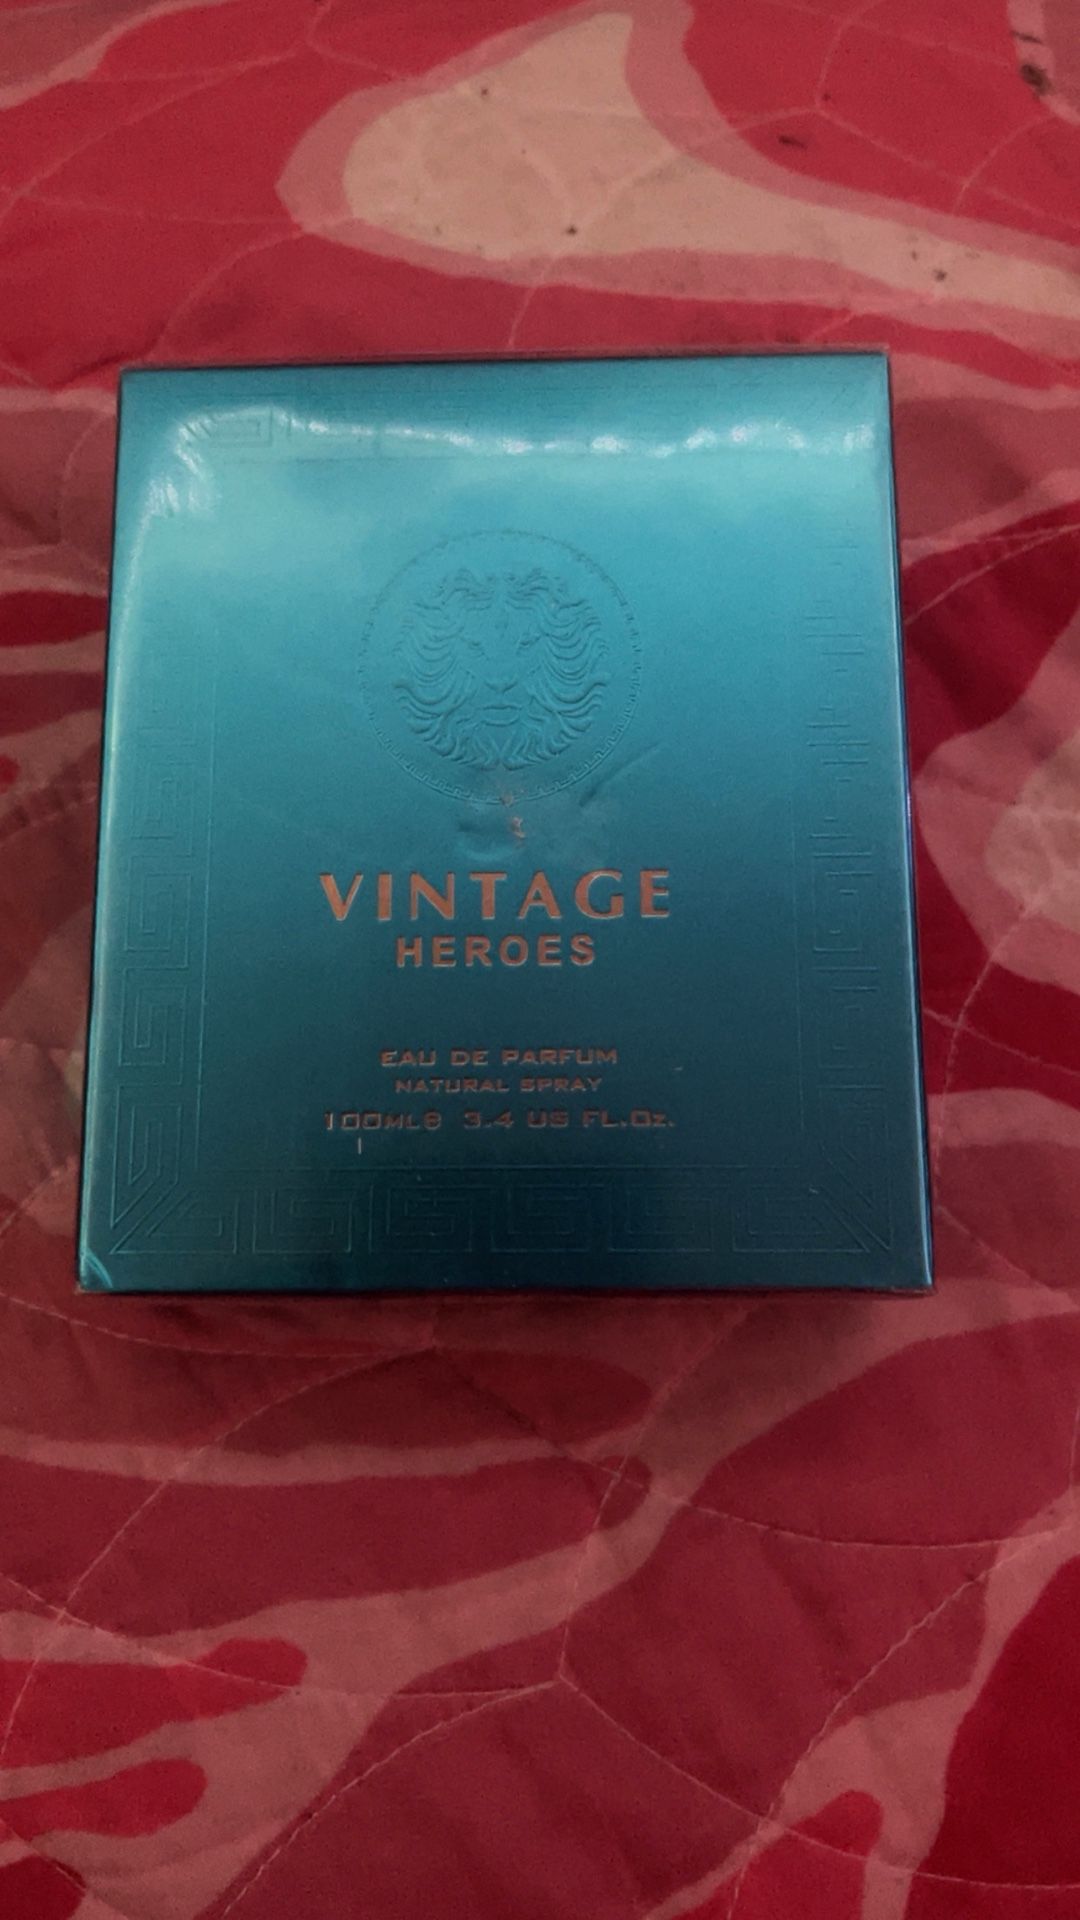 VINTAGE
HEROES
EAU DE PARFUM
NATURAL SPRAY
100ML℮ 3.4 US FL.Oz.